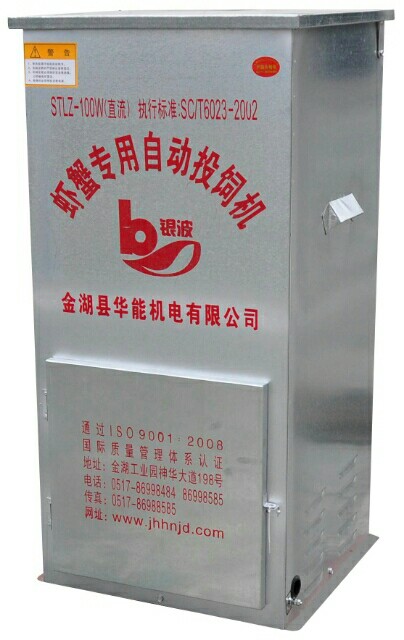 警告
STLZ-100W(直流) 执行标准:SC/T6023-2002
虾蟹专用自动投饲机
b 银波
金湖县华能机电有限公司
通过ISO9001:2008
国际质量管理体系认证
地址:金湖工业园神华大道198号
电话:0517-86998484 86998585
传真:0517-86988585
网址:www.jhhnjd.com